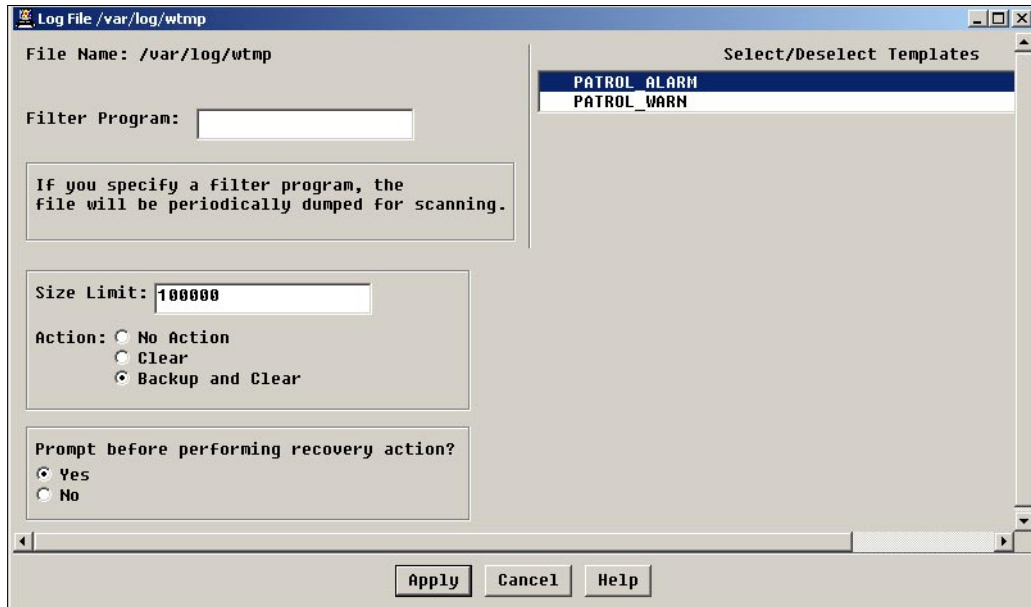 Log File /var/log/wtmp
File Name: /var/log/wtmp
Filter Program:
If you specify a filter program, the
file will be periodically dumped for scanning.
Size Limit: 100000
Action: No Action
Clear
Backup and Clear
Prompt before performing recovery action?
Yes
No
Select/Deselect Templates
PATROL_ALARM
PATROL_WARN
Apply Cancel Help